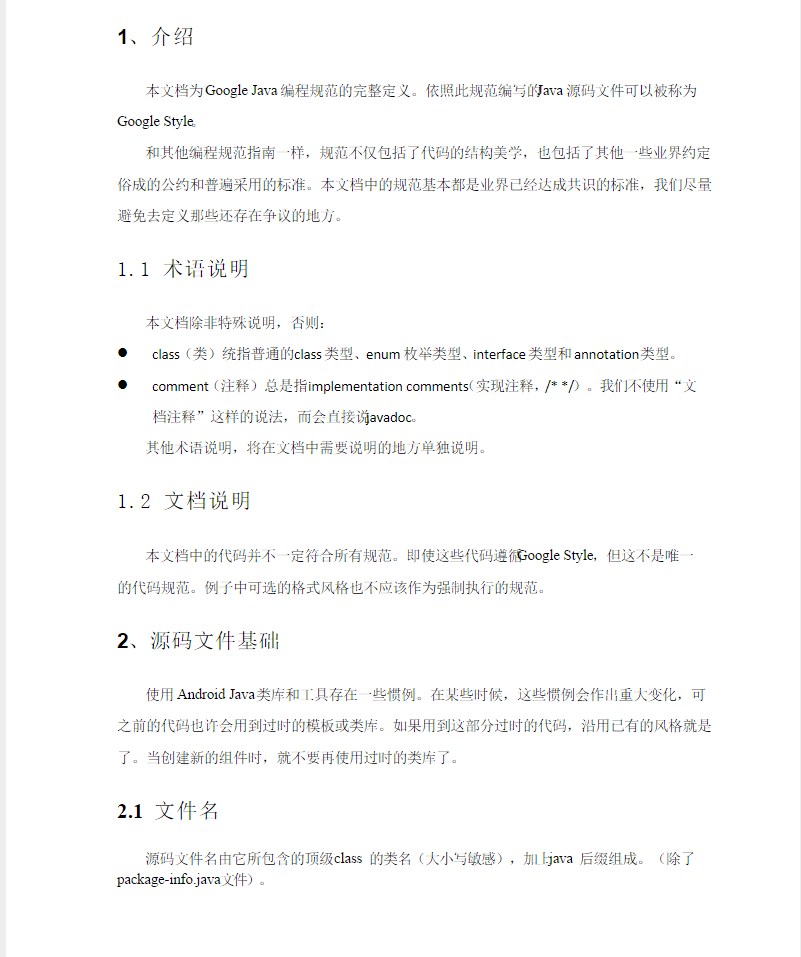 1、介绍
本文档为Google Java 编程规范的完整定义。依照此规范编写的Java 源码文件可以被称为
Google Style。
和其他编程规范指南一样，规范不仅包括了代码的结构美学，也包括了其他一些业界约定
俗成的公约和普遍采用的标准。本文档中的规范基本都是业界已经达成共识的标准，我们尽量
避免去定义那些还存在争议的地方。
1.1 术语说明
本文档除非特殊说明，否则：
● class（类）统指普通的class 类型、enum 枚举类型、interface 类型和 annotation类型。
● comment（注释）总是指implementation comments（实现注释，/* */）。我们不使用“文
档注释”这样的说法，而会直接说javadoc。
其他术语说明，将在文档中需要说明的地方单独说明。
1.2 文档说明
本文档中的代码并不一定符合所有规范。即使这些代码遵循Google Style，但这不是唯一
的代码规范。例子中可选的格式风格也不应该作为强制执行的规范。
2、源码文件基础
使用 Android Java类库和工具存在一些惯例。在某些时候，这些惯例会作出重大变化，可
之前的代码也许会用到过时的模板或类库。如果用到这部分过时的代码，沿用已有的风格就是
了。当创建新的组件时，就不要再使用过时的类库了。
2.1 文件名
源码文件名由它所包含的顶级class 的类名（大小写敏感），加上java 后缀组成。（除了
package-info.java文件）。